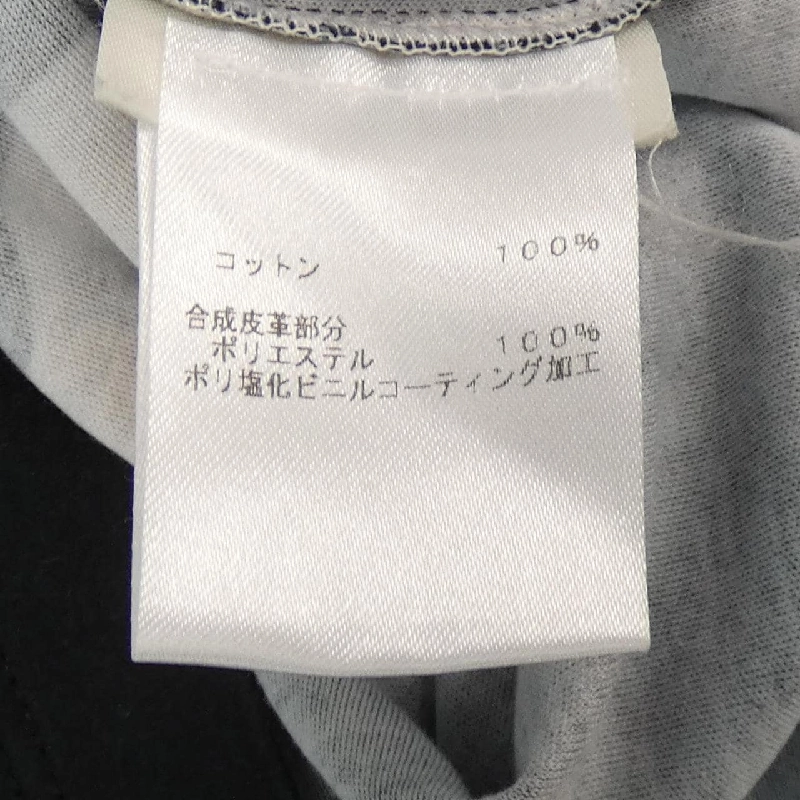 コットン 100%
合成皮革部分
ポリエステル 100%
ポリ塩化ビニルコーティング加工